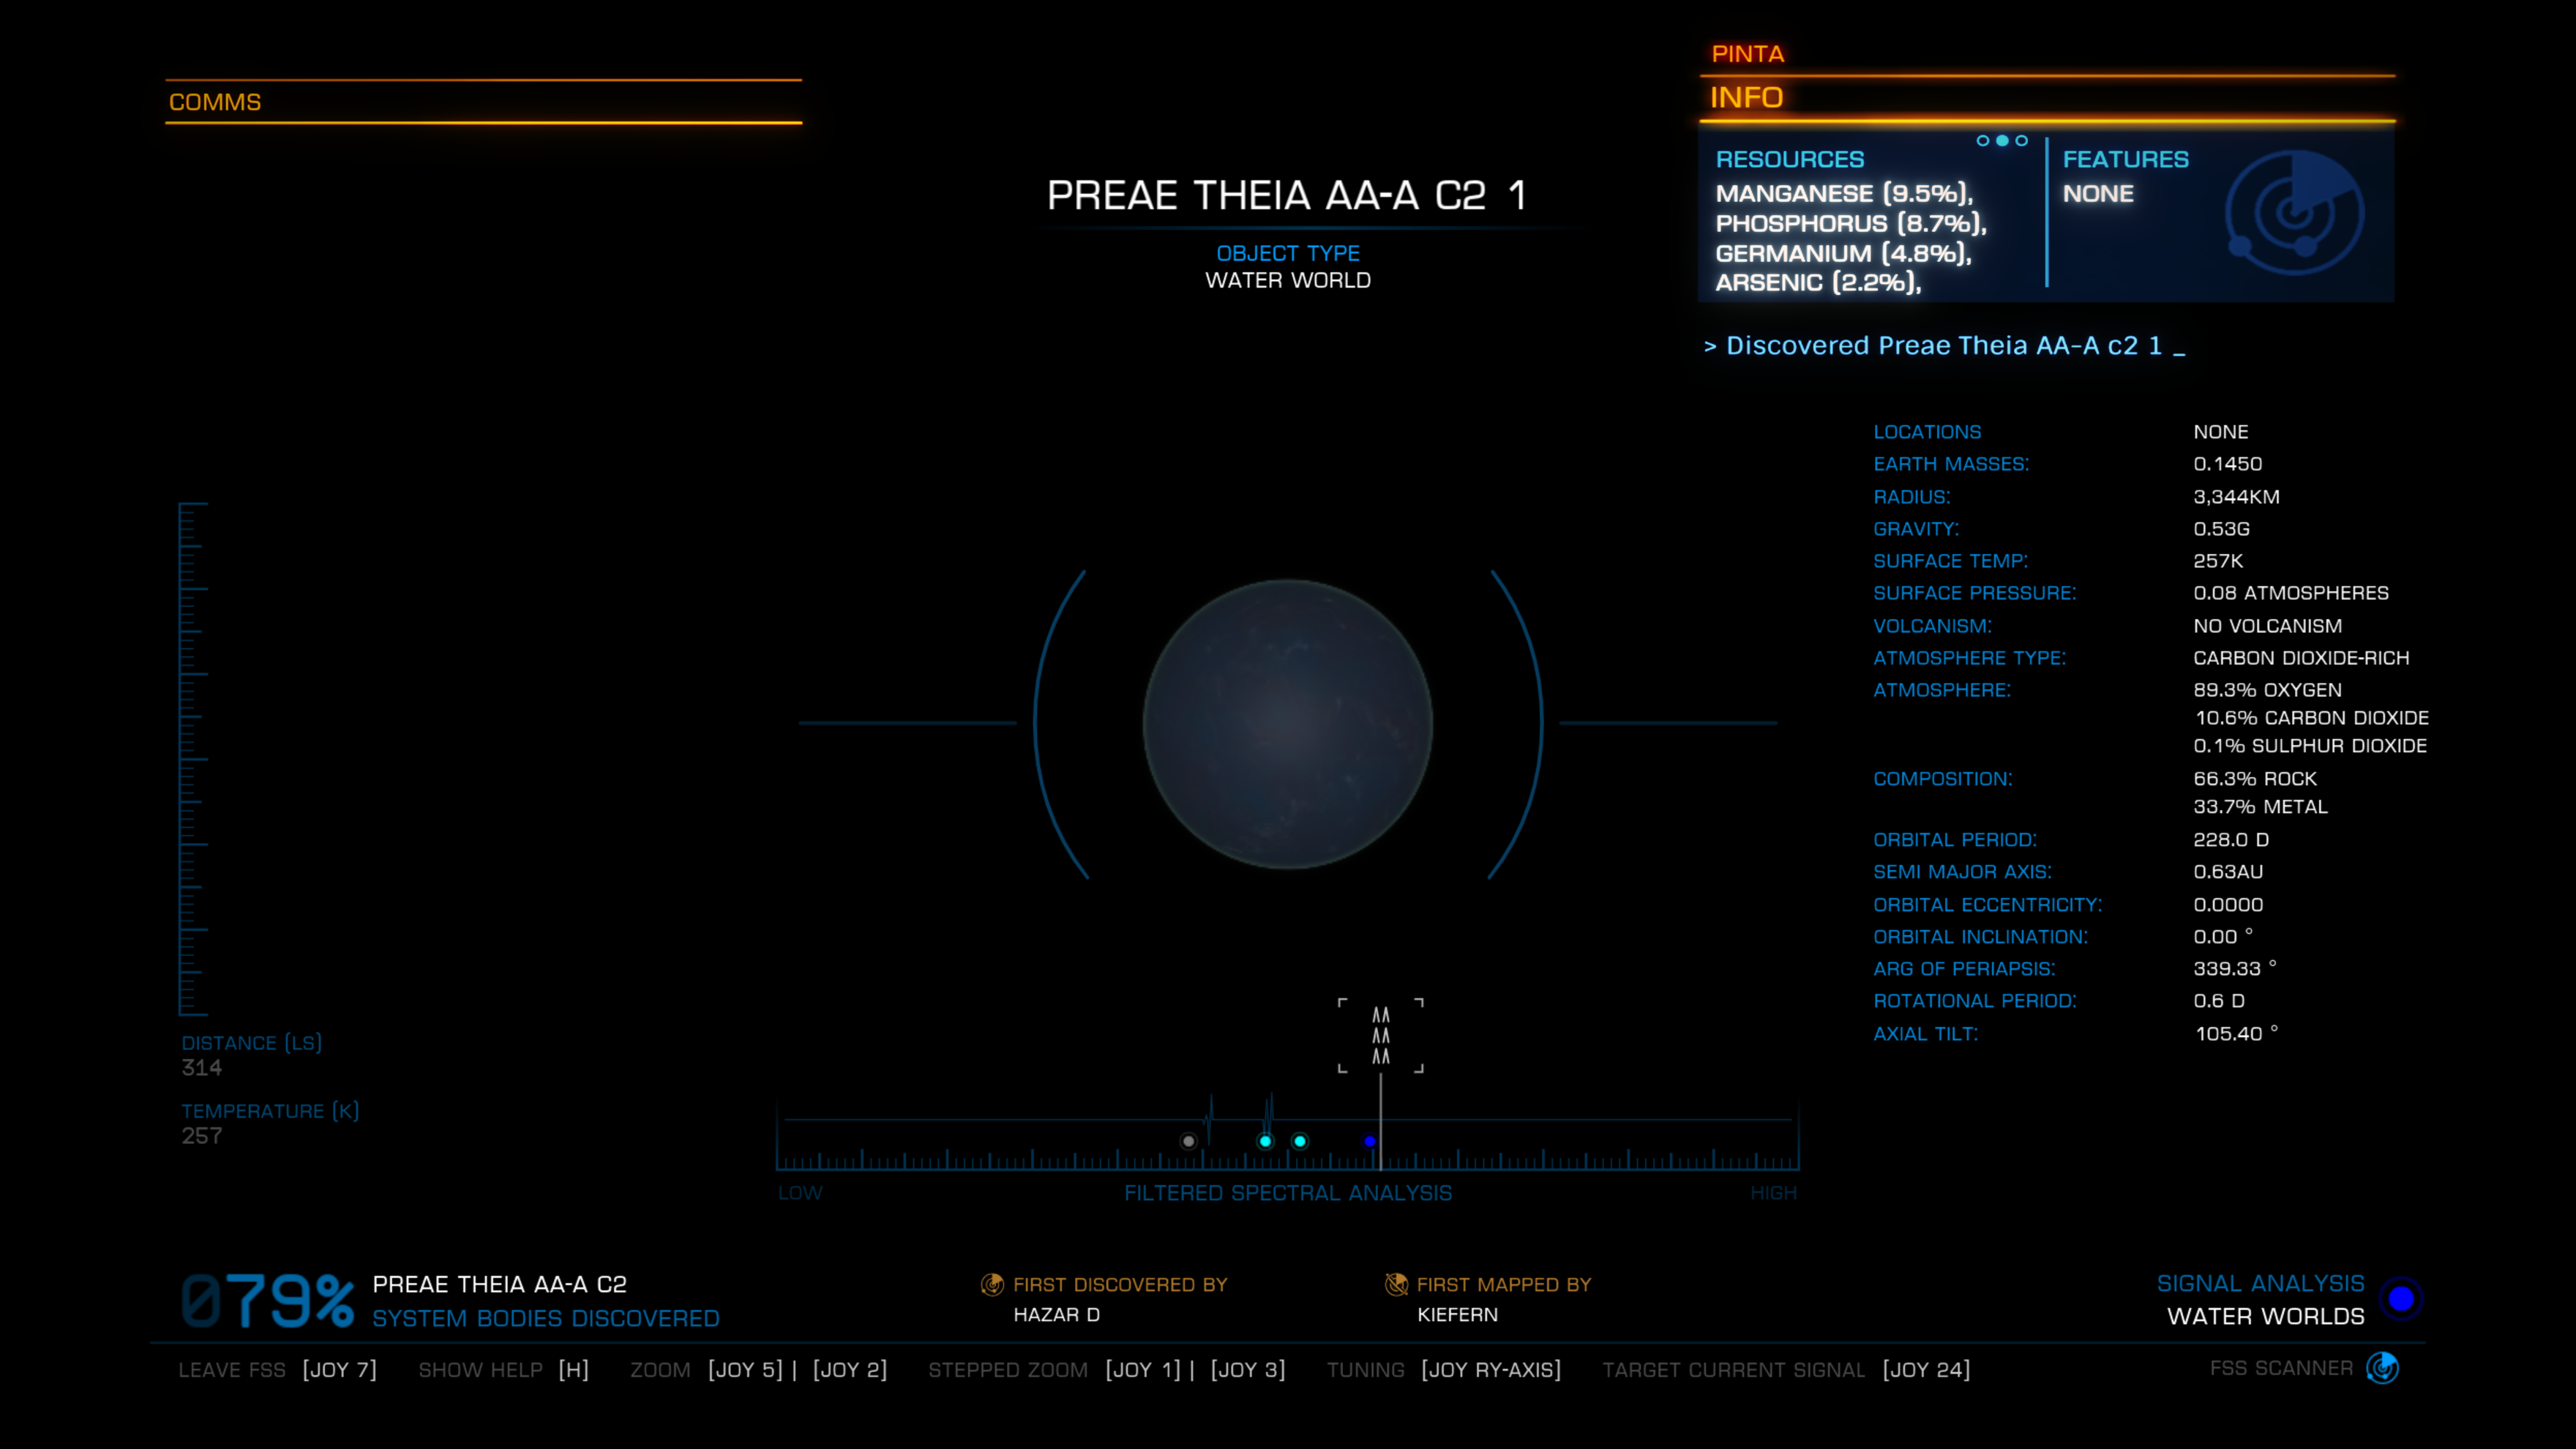 PINTA
COMMS
INFO
RESOURCES
MANGANESE (9.5%),
PHOSPHORUS (8.7%),
GERMANIUM (4.8%),
ARSENIC (2.2%),
FEATURES
NONE
PREAE THEIA AA-A C2 1
OBJECT TYPE
WATER WORLD
> Discovered Preae Theia AA-A c2 1 _
LOCATIONS NONE
EARTH MASSES: 0.1450
RADIUS: 3,344KM
GRAVITY: 0.53G
SURFACE TEMP: 257K
SURFACE PRESSURE: 0.08 ATMOSPHERES
VOLCANISM: NO VOLCANISM
ATMOSPHERE TYPE: CARBON DIOXIDE-RICH
ATMOSPHERE: 89.3% OXYGEN
10.6% CARBON DIOXIDE
0.1% SULPHUR DIOXIDE
COMPOSITION: 66.3% ROCK
33.7% METAL
ORBITAL PERIOD: 228.0 D
SEMI MAJOR AXIS: 0.63AU
ORBITAL ECCENTRICITY: 0.0000
ORBITAL INCLINATION: 0.00 °
ARG OF PERIAPSIS: 339.33 °
ROTATIONAL PERIOD: 0.6 D
AXIAL TILT: 105.40 °
DISTANCE (LS)
314
TEMPERATURE (K)
257
LOW FILTERED SPECTRAL ANALYSIS HIGH
079%
PREAE THEIA AA-A C2
SYSTEM BODIES DISCOVERED
FIRST DISCOVERED BY
HAZAR D
FIRST MAPPED BY
KIEFERN
SIGNAL ANALYSIS
WATER WORLDS
LEAVE FSS [JOY 7] SHOW HELP [H] ZOOM [JOY 5] | [JOY 2] STEPPED ZOOM [JOY 1] | [JOY 3] TUNING [JOY RY-AXIS] TARGET CURRENT SIGNAL [JOY 24] FSS SCANNER